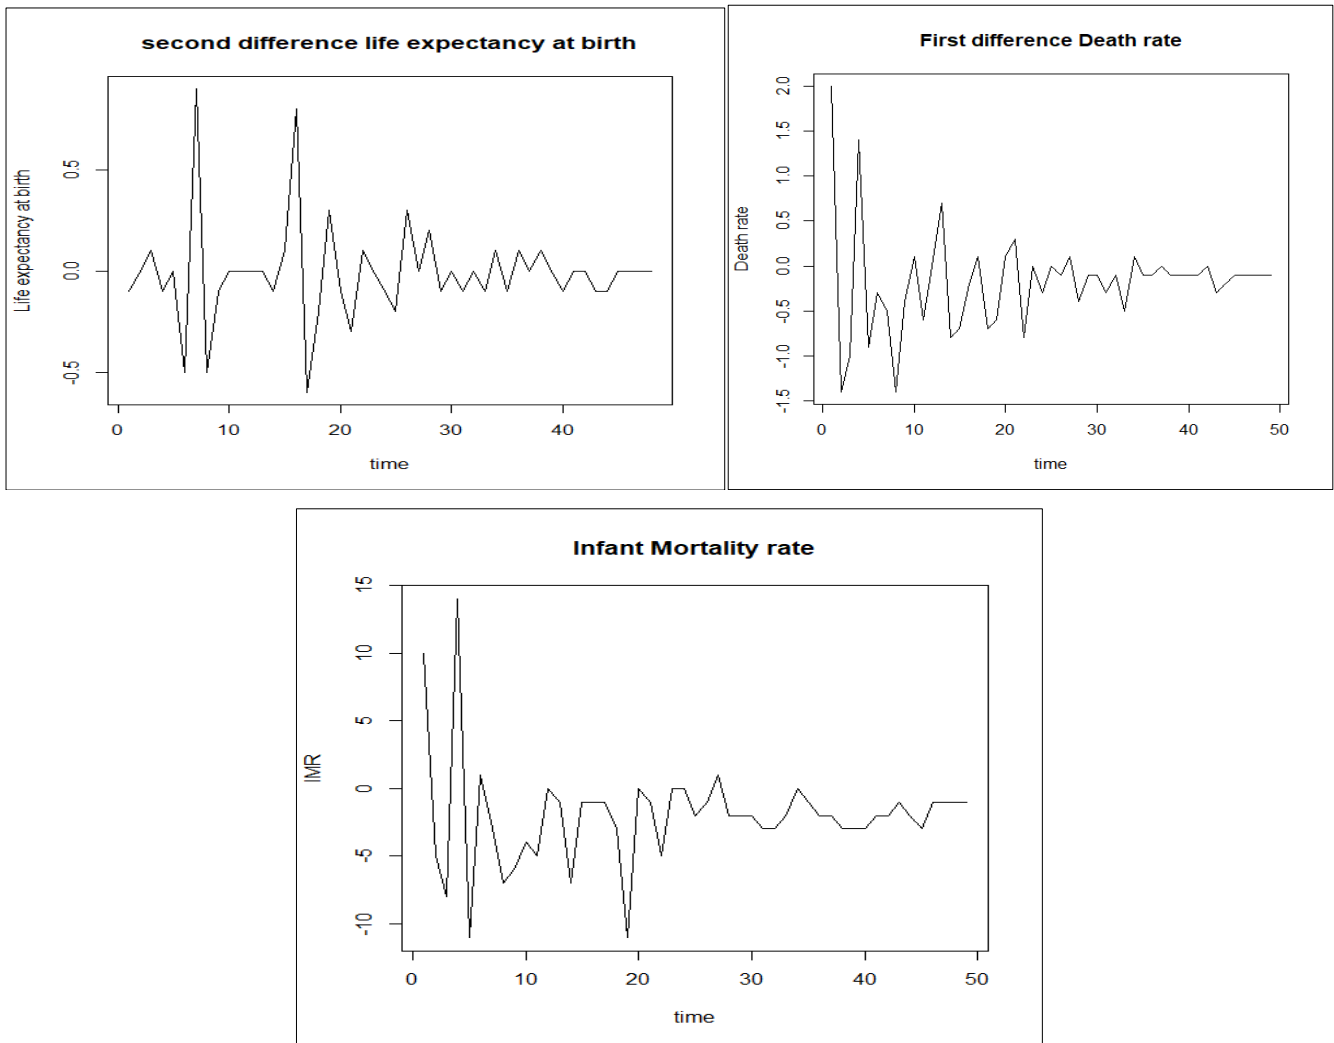 second difference life expectancy at birth
Life expectancy at birth
0.5
0.0
-0.5
0 10 20 30 40
time
First difference Death rate
Death rate
2.0
1.5
1.0
0.5
0.0
-0.5
-1.0
-1.5
0 10 20 30 40 50
time
Infant Mortality rate
IMR
15
10
5
0
-5
-10
0 10 20 30 40 50
time